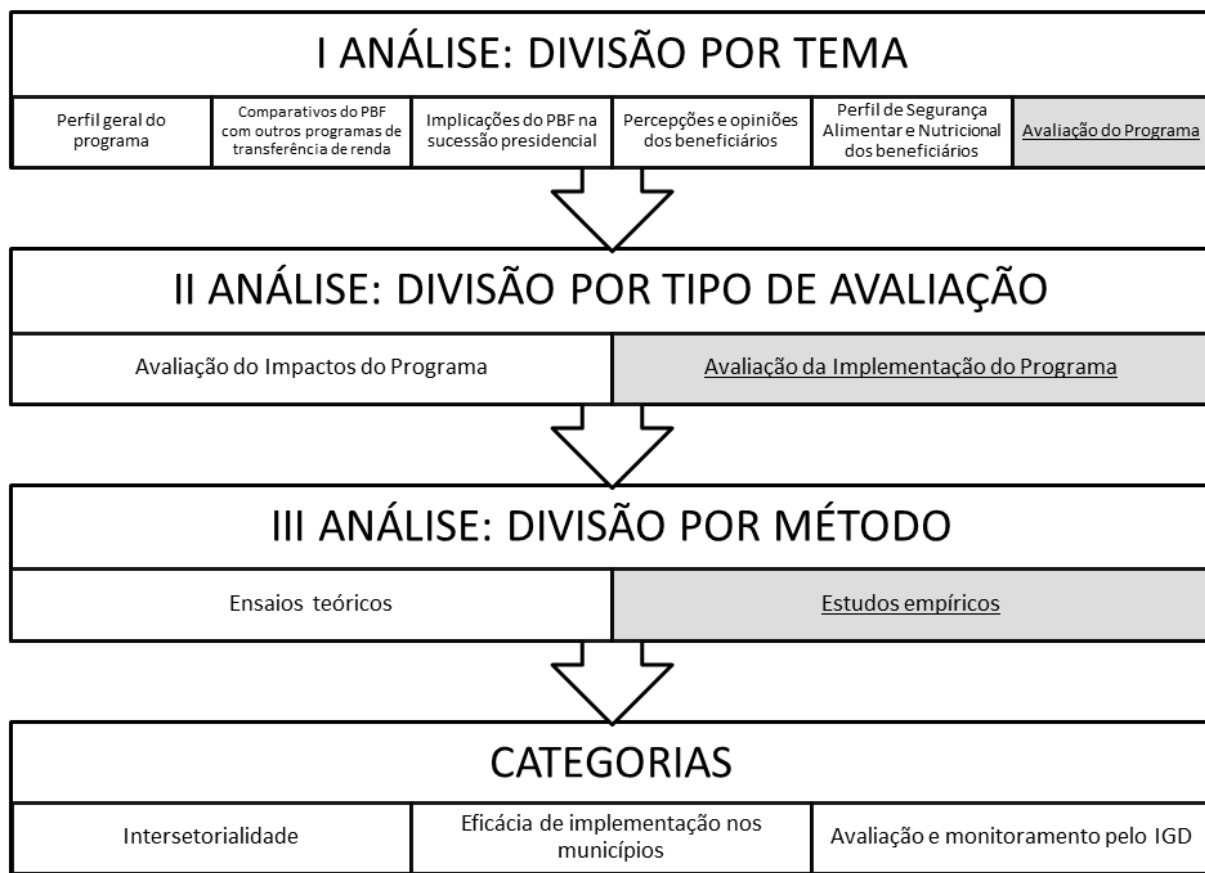 I ANÁLISE: DIVISÃO POR TEMA
Perfil geral do
programa
Comparativos do PBF
com outros programas de
transferência de renda
Implicações do PBF na
sucessão presidencial
Percepções e opiniões
dos beneficiários
Perfil de Segurança
Alimentar e Nutricional
dos beneficiários
Avaliação do Programa
II ANÁLISE: DIVISÃO POR TIPO DE AVALIAÇÃO
Avaliação do Impactos do Programa
Avaliação da Implementação do Programa
III ANÁLISE: DIVISÃO POR MÉTODO
Ensaios teóricos
Estudos empíricos
CATEGORIAS
Intersetorialidade
Eficácia de implementação nos
municípios
Avaliação e monitoramento pelo IGD